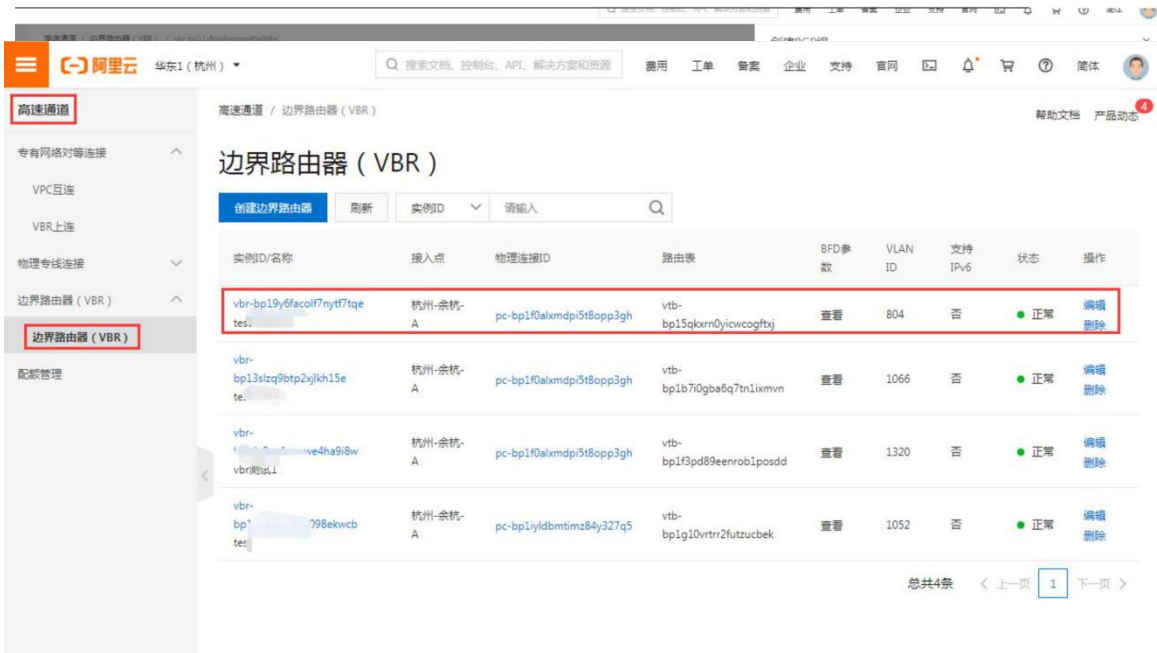 阿里云 华东1（杭州） 搜索文档、控制台、API、解决方案和资源 费用 工单 备案 企业 支持 官网 简体
高速通道
高速通道 / 边界路由器（VBR）
帮助文档 产品动态 4
专有网络对等连接
VPC互连
VBR上连
物理专线连接
边界路由器（VBR）
边界路由器（VBR）
配额管理
边界路由器（VBR）
创建边界路由器 刷新 实例ID 请输入
实例ID/名称 接入点 物理连接ID 路由表 BFD参数 VLAN ID 支持IPv6 状态 操作
vbr-bp19y6facolf7nytf7tqe 杭州-余杭-A pc-bp1f0alxmdpi5t8opp3gh vtb-bp15qkxrn0yicwcogftxj 查看 804 否 正常 编辑 删除
tes
vbr-bp13slzq9btp2xjlkh15e 杭州-余杭-A pc-bp1f0alxmdpi5t8opp3gh vtb-bp1b7i0gba6q7tn1ixmvn 查看 1066 否 正常 编辑 删除
te
vbr- we4ha9i8w 杭州-余杭-A pc-bp1f0alxmdpi5t8opp3gh vtb-bp1f3pd89eenrob1posdd 查看 1320 否 正常 编辑 删除
vbr测试1
vbr-bp1 098ekwcb 杭州-余杭-A pc-bp1iyldbmtimz84y327q5 vtb-bp1g10vrtrr2futzucbek 查看 1052 否 正常 编辑 删除
tes
总共4条 上一页 1 下一页